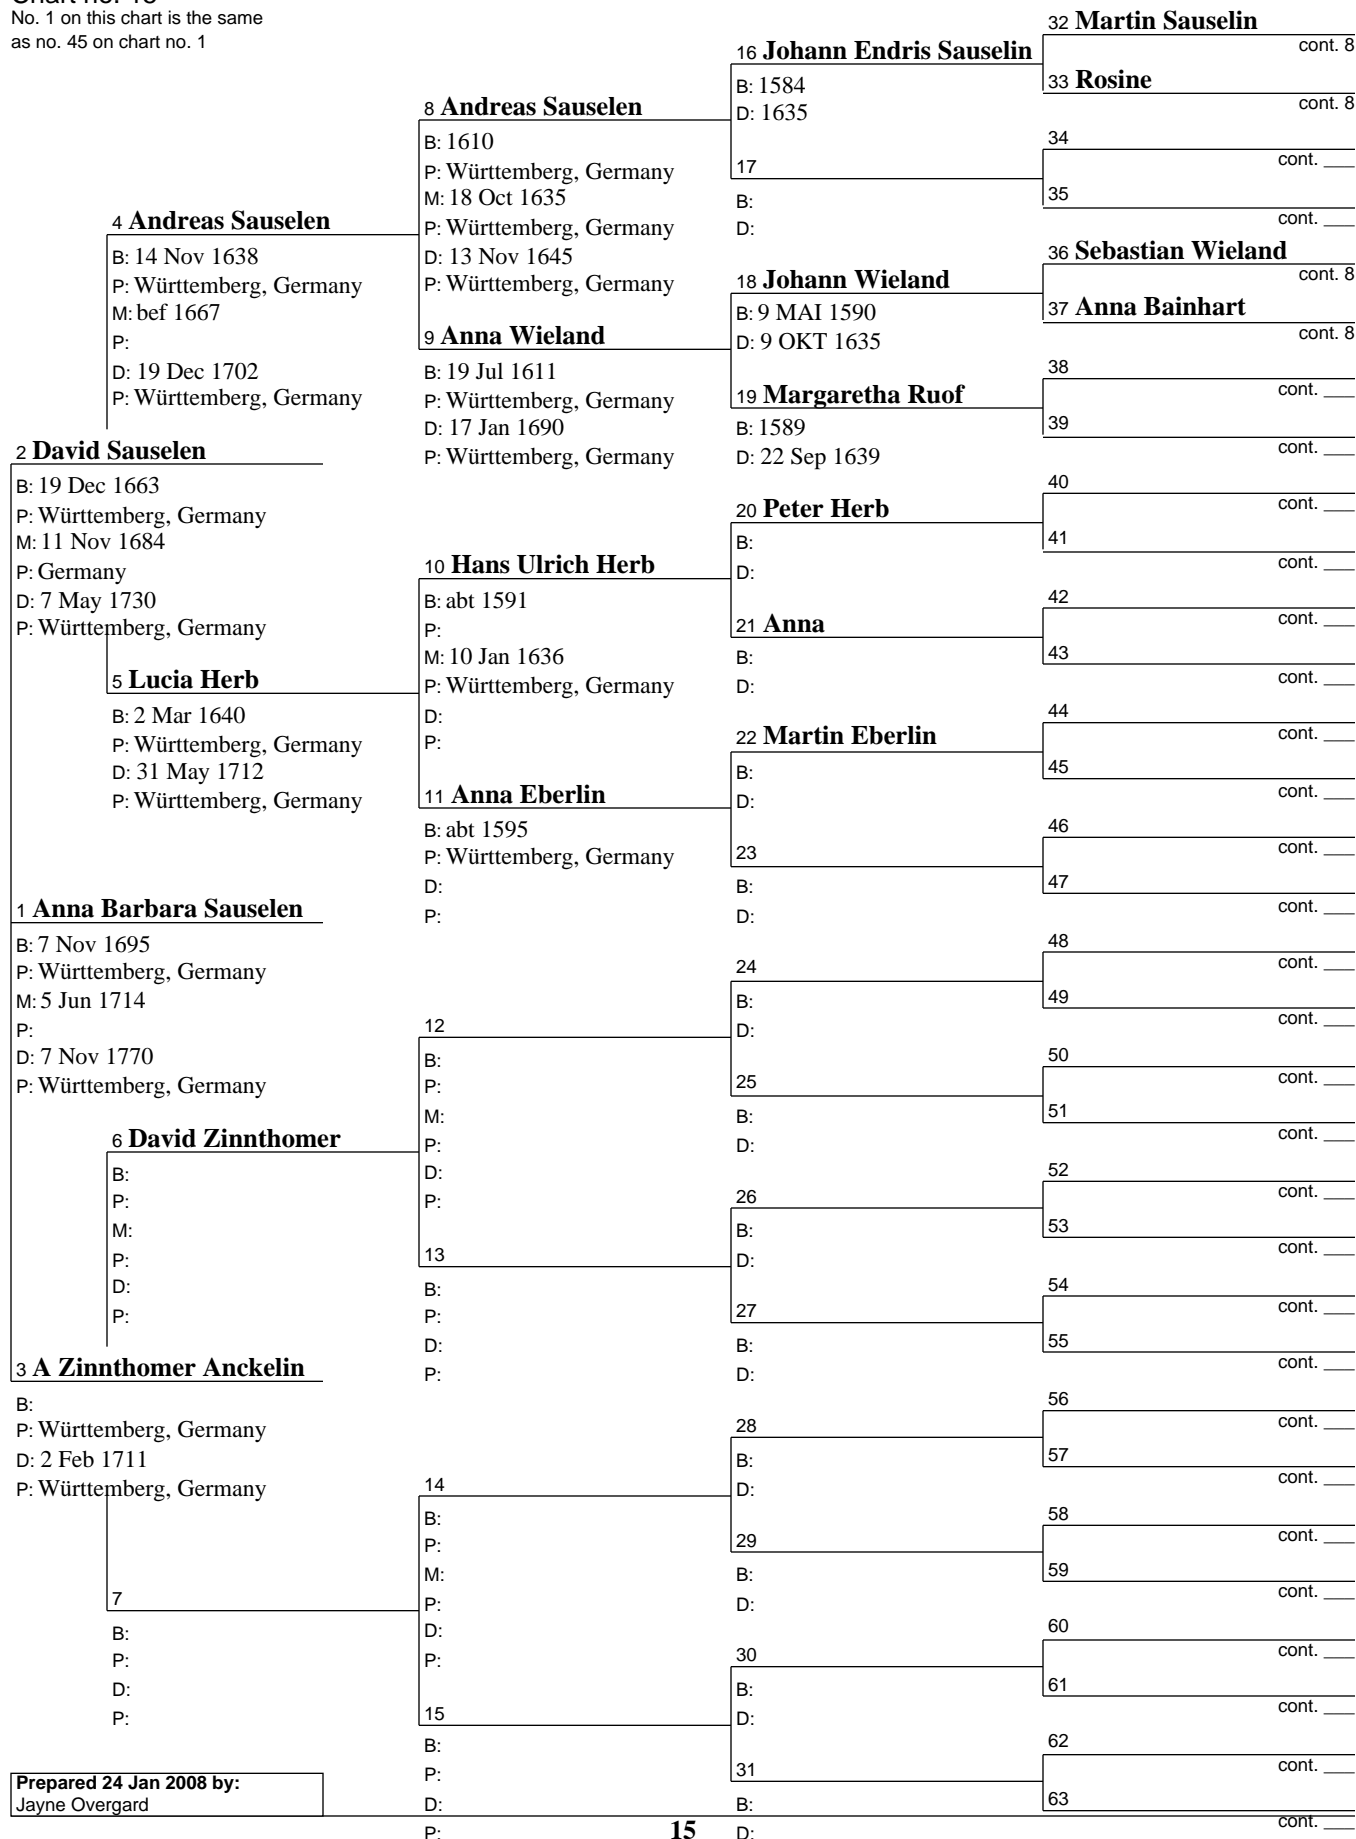 No. 1 on this chart is the same
as no. 45 on chart no. 1
1 Anna Barbara Sauselen
B: 7 Nov 1695
P: Württemberg, Germany
M: 5 Jun 1714
P:
D: 7 Nov 1770
P: Württemberg, Germany
2 David Sauselen
B: 19 Dec 1663
P: Württemberg, Germany
M: 11 Nov 1684
P: Germany
D: 7 May 1730
P: Württemberg, Germany
3 A Zinnthomer Anckelin
B:
P: Württemberg, Germany
D: 2 Feb 1711
P: Württemberg, Germany
4 Andreas Sauselen
B: 14 Nov 1638
P: Württemberg, Germany
M: bef 1667
P:
D: 19 Dec 1702
P: Württemberg, Germany
5 Lucia Herb
B: 2 Mar 1640
P: Württemberg, Germany
D: 31 May 1712
P: Württemberg, Germany
6 David Zinnthomer
B:
P:
M:
P:
D:
P:
7
B:
P:
D:
P:
8 Andreas Sauselen
B: 1610
P: Württemberg, Germany
M: 18 Oct 1635
P: Württemberg, Germany
D: 13 Nov 1645
P: Württemberg, Germany
9 Anna Wieland
B: 19 Jul 1611
P: Württemberg, Germany
D: 17 Jan 1690
P: Württemberg, Germany
10 Hans Ulrich Herb
B: abt 1591
P:
M: 10 Jan 1636
P: Württemberg, Germany
D:
P:
11 Anna Eberlin
B: abt 1595
P: Württemberg, Germany
D:
P:
12
B:
P:
M:
P:
D:
P:
13
B:
P:
D:
P:
14
B:
P:
M:
P:
D:
P:
15
B:
P:
D:
P:
16 Johann Endris Sauselin
B: 1584
D: 1635
17
B:
D:
18 Johann Wieland
B: 9 MAI 1590
D: 9 OKT 1635
19 Margaretha Ruof
B: 1589
D: 22 Sep 1639
20 Peter Herb
B:
D:
21 Anna
B:
D:
22 Martin Eberlin
B:
D:
23
B:
D:
24
B:
D:
25
B:
D:
26
B:
D:
27
B:
D:
28
B:
D:
29
B:
D:
30
B:
D:
31
B:
D:
32 Martin Sauselin
cont. 8
33 Rosine
cont. 8
34
cont. ___
35
cont. ___
36 Sebastian Wieland
cont. 8
37 Anna Bainhart
cont. 8
38
cont. ___
39
cont. ___
40
cont. ___
41
cont. ___
42
cont. ___
43
cont. ___
44
cont. ___
45
cont. ___
46
cont. ___
47
cont. ___
48
cont. ___
49
cont. ___
50
cont. ___
51
cont. ___
52
cont. ___
53
cont. ___
54
cont. ___
55
cont. ___
56
cont. ___
57
cont. ___
58
cont. ___
59
cont. ___
60
cont. ___
61
cont. ___
62
cont. ___
63
cont. ___
Prepared 24 Jan 2008 by:
Jayne Overgard
15